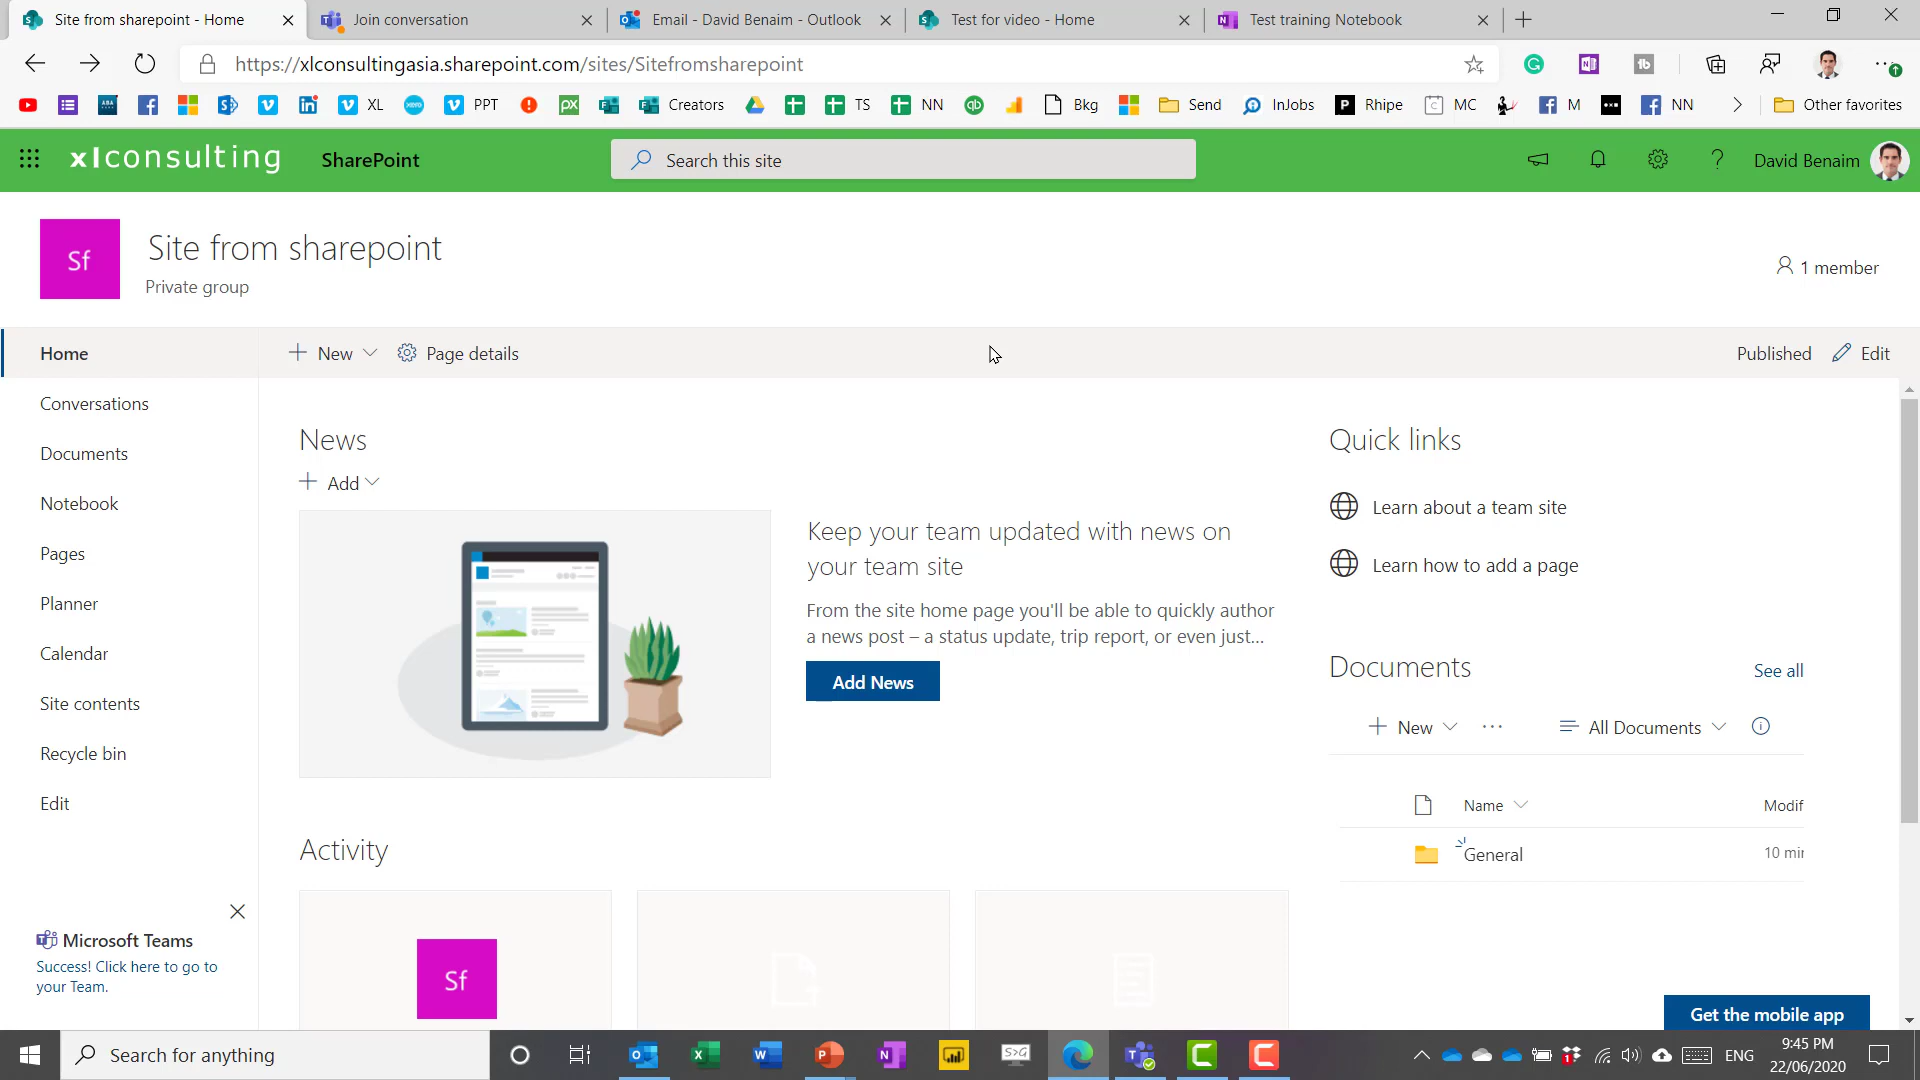 Site from sharepoint - Home
Join conversation
Email - David Benaim - Outlook
Test for video - Home
Test training Notebook
https://xlconsultingasia.sharepoint.com/sites/Sitefromsharepoint
XL
PPT
Creators
TS
NN
Bkg
Send
InJobs
Rhipe
MC
M
NN
Other favorites
xlconsulting
SharePoint
Search this site
David Benaim
Sf
Site from sharepoint
Private group
1 member
Home
New
Page details
Published
Edit
Conversations
Documents
Notebook
Pages
Planner
Calendar
Site contents
Recycle bin
Edit
News
Add
Keep your team updated with news on
your team site
From the site home page you'll be able to quickly author
a news post – a status update, trip report, or even just...
Add News
Quick links
Learn about a team site
Learn how to add a page
Documents
See all
New
All Documents
Name
Modif
General
10 mir
Activity
Sf
Microsoft Teams
Success! Click here to go to
your Team.
Get the mobile app
Search for anything
ENG
9:45 PM
22/06/2020